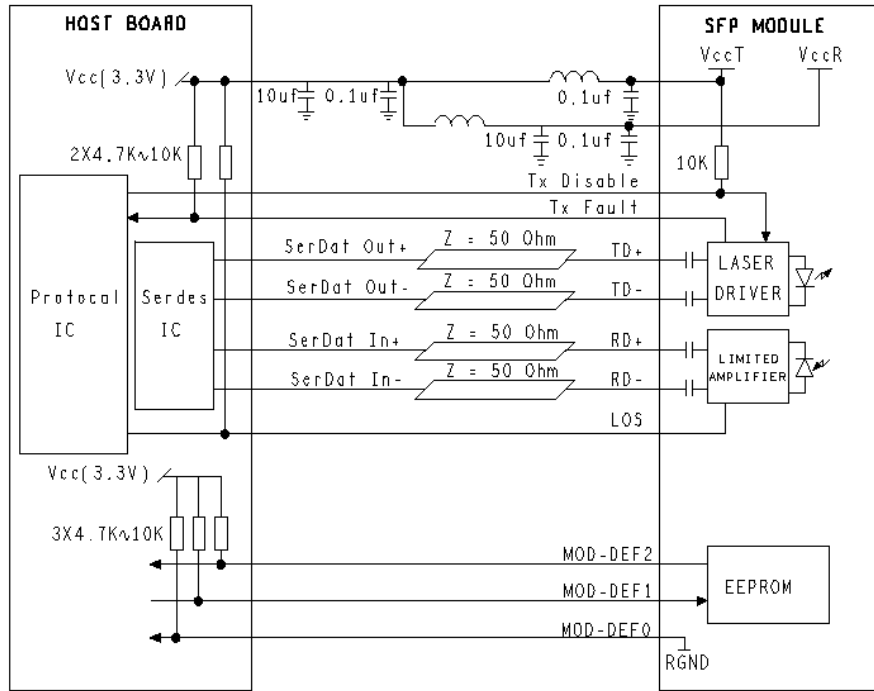 HOST BOARD
SFP MODULE
VccT
VccR
Vcc(3.3V)
10uf
0.1uf
0.1uf
10uf
0.1uf
2X4.7K~10K
10K
Tx Disable
Tx Fault
SerDat Out+
Z = 50 Ohm
TD+
SerDat Out-
Z = 50 Ohm
TD-
LASER
DRIVER
Protocal
IC
Serdes
IC
SerDat In+
Z = 50 Ohm
RD+
SerDat In-
Z = 50 Ohm
RD-
LIMITED
AMPLIFIER
LOS
Vcc(3.3V)
3X4.7K~10K
MOD-DEF2
MOD-DEF1
MOD-DEF0
EEPROM
RGND